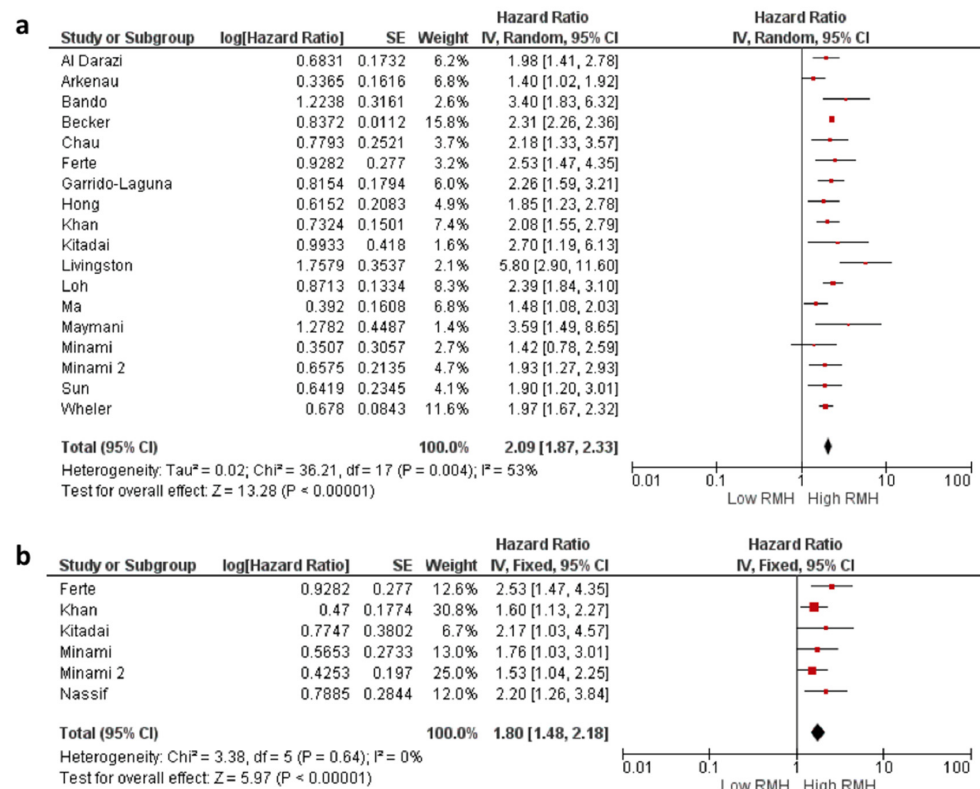 a
Hazard Ratio Hazard Ratio
Study or Subgroup log[Hazard Ratio] SE Weight IV, Random, 95% CI IV, Random, 95% CI
Al Darazi 0.6831 0.1732 6.2% 1.98 [1.41, 2.78]
Arkenau 0.3365 0.1616 6.8% 1.40 [1.02, 1.92]
Bando 1.2238 0.3161 2.6% 3.40 [1.83, 6.32]
Becker 0.8372 0.0112 15.8% 2.31 [2.26, 2.36]
Chau 0.7793 0.2521 3.7% 2.18 [1.33, 3.57]
Ferte 0.9282 0.277 3.2% 2.53 [1.47, 4.35]
Garrido-Laguna 0.8154 0.1794 6.0% 2.26 [1.59, 3.21]
Hong 0.6152 0.2083 4.9% 1.85 [1.23, 2.78]
Khan 0.7324 0.1501 7.4% 2.08 [1.55, 2.79]
Kitadai 0.9933 0.418 1.6% 2.70 [1.19, 6.13]
Livingston 1.7579 0.3537 2.1% 5.80 [2.90, 11.60]
Loh 0.8713 0.1334 8.3% 2.39 [1.84, 3.10]
Ma 0.392 0.1608 6.8% 1.48 [1.08, 2.03]
Maymani 1.2782 0.4487 1.4% 3.59 [1.49, 8.65]
Minami 0.3507 0.3057 2.7% 1.42 [0.78, 2.59]
Minami 2 0.6575 0.2135 4.7% 1.93 [1.27, 2.93]
Sun 0.6419 0.2345 4.1% 1.90 [1.20, 3.01]
Wheler 0.678 0.0843 11.6% 1.97 [1.67, 2.32]
Total (95% CI) 100.0% 2.09 [1.87, 2.33]
Heterogeneity: Tau² = 0.02; Chi² = 36.21, df = 17 (P = 0.004); I² = 53%
Test for overall effect: Z = 13.28 (P < 0.00001)
0.01 0.1 1 10 100
Low RMH High RMH
b
Hazard Ratio Hazard Ratio
Study or Subgroup log[Hazard Ratio] SE Weight IV, Fixed, 95% CI IV, Fixed, 95% CI
Ferte 0.9282 0.277 12.6% 2.53 [1.47, 4.35]
Khan 0.47 0.1774 30.8% 1.60 [1.13, 2.27]
Kitadai 0.7747 0.3802 6.7% 2.17 [1.03, 4.57]
Minami 0.5653 0.2733 13.0% 1.76 [1.03, 3.01]
Minami 2 0.4253 0.197 25.0% 1.53 [1.04, 2.25]
Nassif 0.7885 0.2844 12.0% 2.20 [1.26, 3.84]
Total (95% CI) 100.0% 1.80 [1.48, 2.18]
Heterogeneity: Chi² = 3.38, df = 5 (P = 0.64); I² = 0%
Test for overall effect: Z = 5.97 (P < 0.00001)
0.01 0.1 1 10 100
Low RMH High RMH